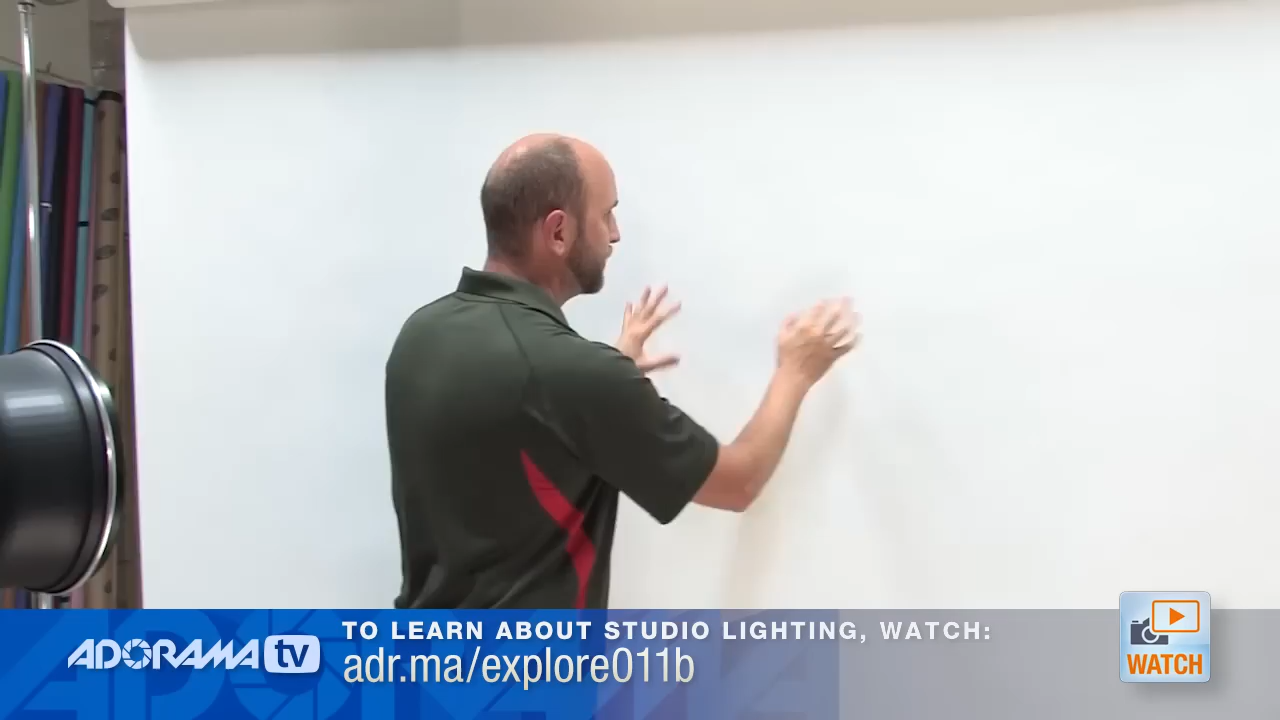 ADORAMA tv
TO LEARN ABOUT STUDIO LIGHTING, WATCH:
adr.ma/explore011b
WATCH